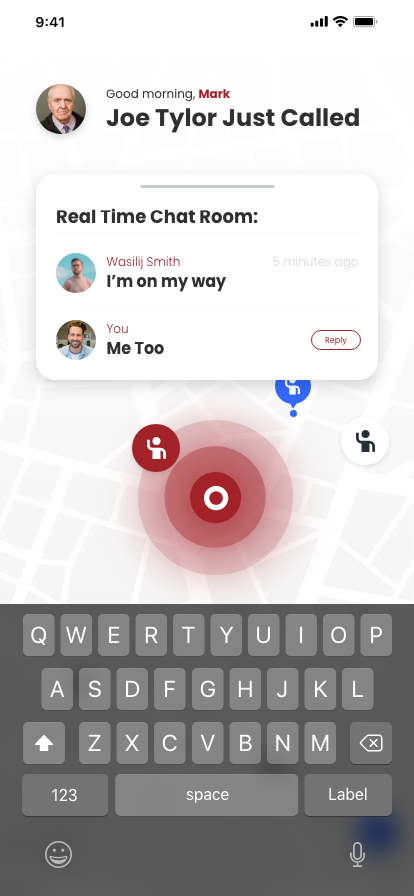 9:41
Good morning, Mark
Joe Tylor Just Called
Real Time Chat Room:
Wasilij Smith 5 minutes ago
I'm on my way
You
Me Too
Reply
Q W E R T Y U I O P
A S D F G H J K L
Z X C V B N M
123 space Label